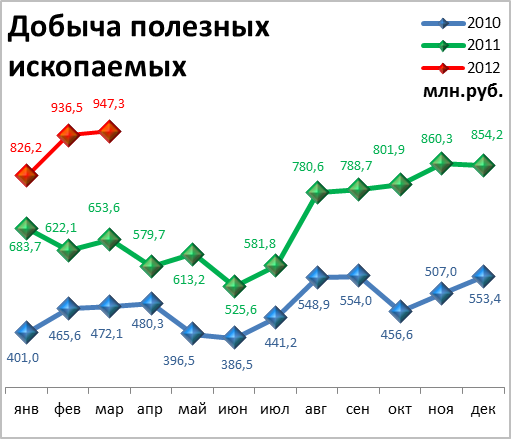 Добыча полезных
ископаемых
2010
2011
2012
млн.руб.
826,2 936,5 947,3
683,7 622,1 653,6 579,7 613,2 525,6 581,8 780,6 788,7 801,9 860,3 854,2
401,0 465,6 472,1 480,3 396,5 386,5 441,2 548,9 554,0 456,6 507,0 553,4
янв фев мар апр май июн июл авг сен окт ноя дек